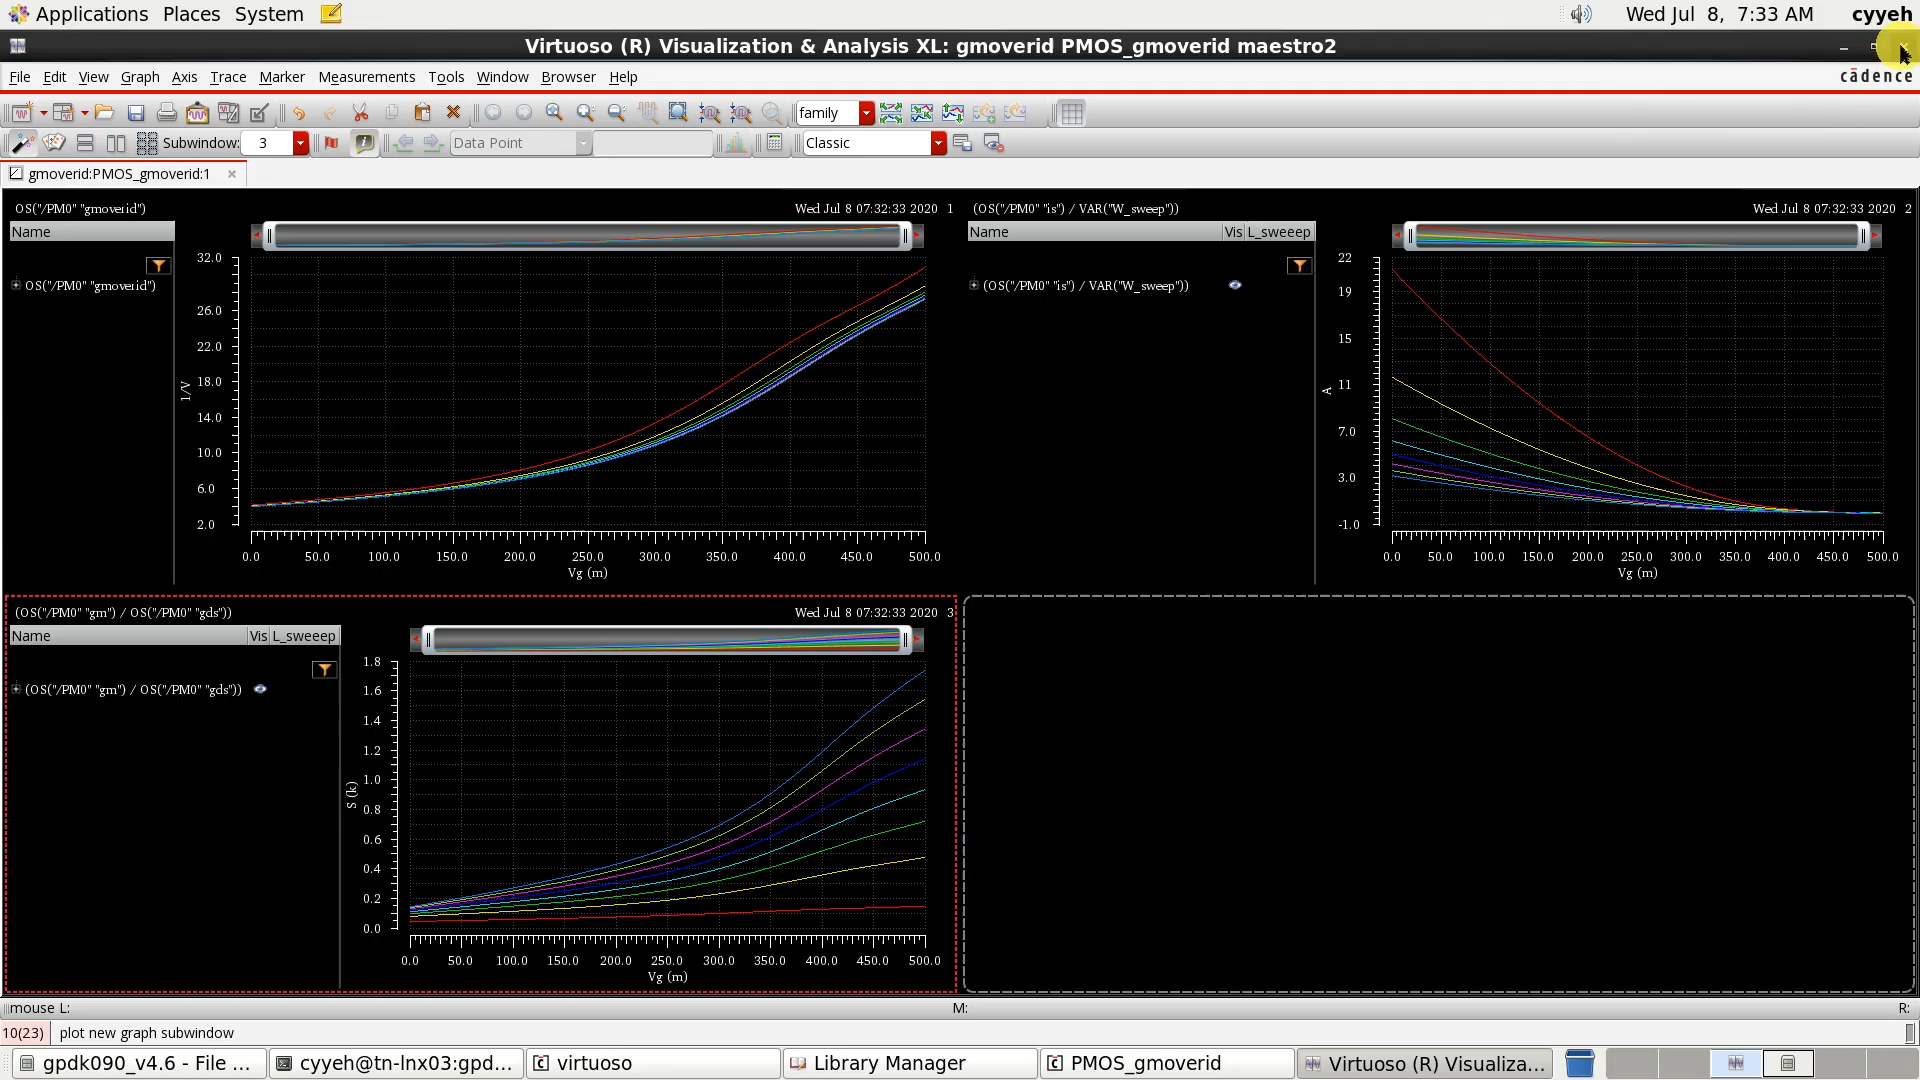 Applications Places System
Wed Jul 8, 7:33 AM cyyeh
Virtuoso (R) Visualization & Analysis XL: gmoverid PMOS_gmoverid maestro2
File Edit View Graph Axis Trace Marker Measurements Tools Window Browser Help
cādence
family
Subwindow: 3
Data Point
Classic
gmoverid:PMOS_gmoverid:1
OS("/PM0" "gmoverid")
Wed Jul 8 07:32:33 2020 1
Name
OS("/PM0" "gmoverid")
32.0
26.0
22.0
18.0
14.0
10.0
6.0
2.0
1/V
0.0 50.0 100.0 150.0 200.0 250.0 300.0 350.0 400.0 450.0 500.0
Vg (m)
(OS("/PM0" "is") / VAR("W_sweep"))
Wed Jul 8 07:32:33 2020 2
Name Vis L_sweeep
(OS("/PM0" "is") / VAR("W_sweep"))
22
19
15
11
7.0
3.0
-1.0
A
0.0 50.0 100.0 150.0 200.0 250.0 300.0 350.0 400.0 450.0 500.0
Vg (m)
(OS("/PM0" "gm") / OS("/PM0" "gds"))
Wed Jul 8 07:32:33 2020 3
Name Vis L_sweeep
(OS("/PM0" "gm") / OS("/PM0" "gds"))
1.8
1.6
1.4
1.2
1.0
0.8
0.6
0.4
0.2
0.0
S (k)
0.0 50.0 100.0 150.0 200.0 250.0 300.0 350.0 400.0 450.0 500.0
Vg (m)
mouse L: M: R:
10(23) plot new graph subwindow
gpdk090_v4.6 - File ...
cyyeh@tn-lnx03:gpd...
virtuoso
Library Manager
PMOS_gmoverid
Virtuoso (R) Visualiza...